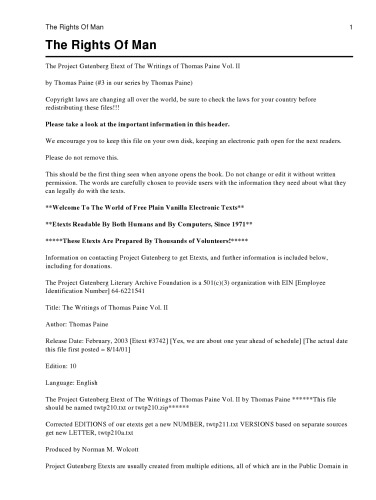 The Rights Of Man 1
The Rights Of Man
The Project Gutenberg Etext of The Writings of Thomas Paine Vol. II
by Thomas Paine (#3 in our series by Thomas Paine)
Copyright laws are changing all over the world, be sure to check the laws for your country before
redistributing these files!!!
Please take a look at the important information in this header.
We encourage you to keep this file on your own disk, keeping an electronic path open for the next readers.
Please do not remove this.
This should be the first thing seen when anyone opens the book. Do not change or edit it without written
permission. The words are carefully chosen to provide users with the information they need about what they
can legally do with the texts.
**Welcome To The World of Free Plain Vanilla Electronic Texts**
**Etexts Readable By Both Humans and By Computers, Since 1971**
*****These Etexts Are Prepared By Thousands of Volunteers!*****
Information on contacting Project Gutenberg to get Etexts, and further information is included below,
including for donations.
The Project Gutenberg Literary Archive Foundation is a 501(c)(3) organization with EIN [Employee
Identification Number] 64-6221541
Title: The Writings of Thomas Paine Vol. II
Author: Thomas Paine
Release Date: February, 2003 [Etext #3742] [Yes, we are about one year ahead of schedule] [The actual date
this file first posted = 8/14/01]
Edition: 10
Language: English
The Project Gutenberg Etext of The Writings of Thomas Paine Vol. II by Thomas Paine ******This file
should be named twtp210.txt or twtp210.zip******
Corrected EDITIONS of our etexts get a new NUMBER, twtp211.txt VERSIONS based on separate sources
get new LETTER, twtp210a.txt
Produced by Norman M. Wolcott
Project Gutenberg Etexts are usually created from multiple editions, all of which are in the Public Domain in